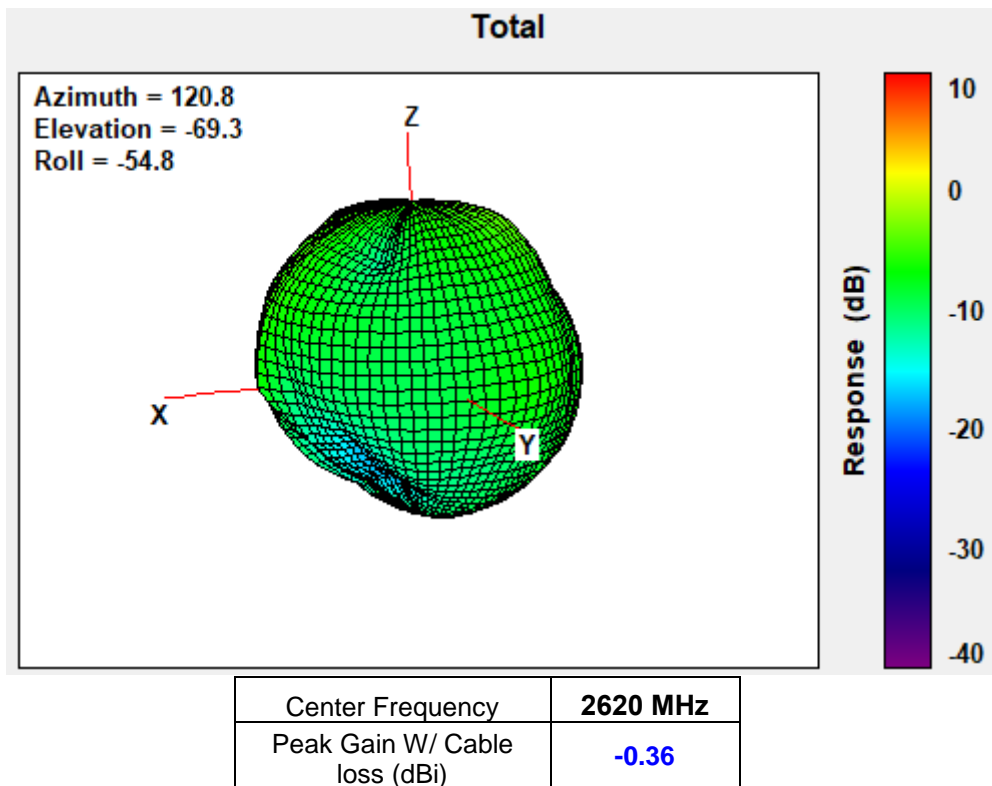 Total
Azimuth = 120.8
Elevation = -69.3
Roll = -54.8
Z
X
Y
10
0
-10
-20
-30
-40
Response (dB)
Center Frequency 2620 MHz
Peak Gain W/ Cable
loss (dBi) -0.36